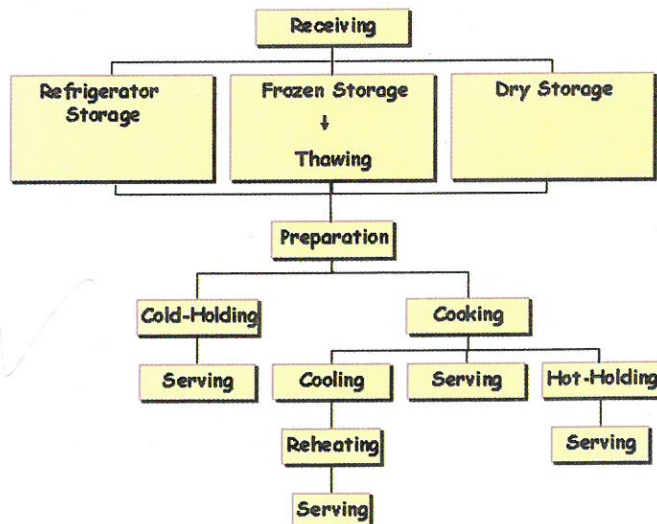 Receiving
Refrigerator
Storage
Frozen Storage
↓
Thawing
Dry Storage
Preparation
Cold-Holding
Cooking
Serving
Cooling
Serving
Hot-Holding
Reheating
Serving
Serving